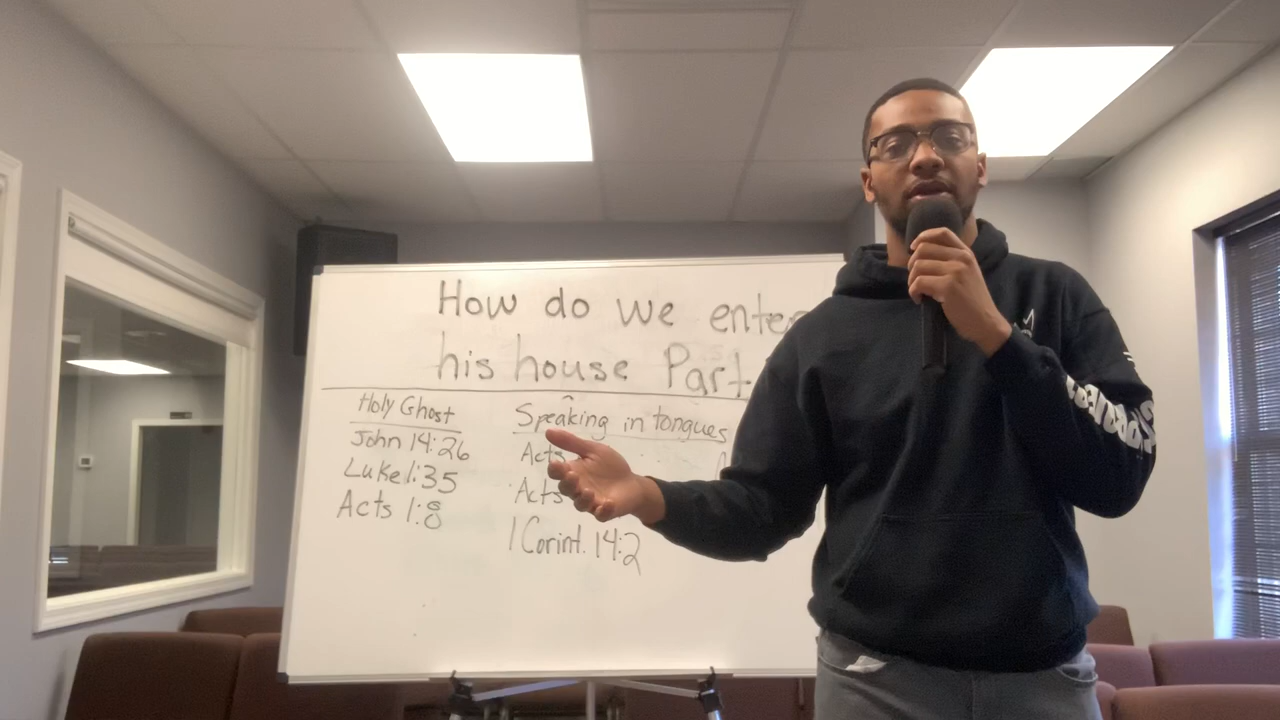 How do we enter
his house Part
Holy Ghost
John 14:26
Luke 1:35
Acts 1:8
Speaking in tongues
Acts
Acts
1 Corint. 14:2